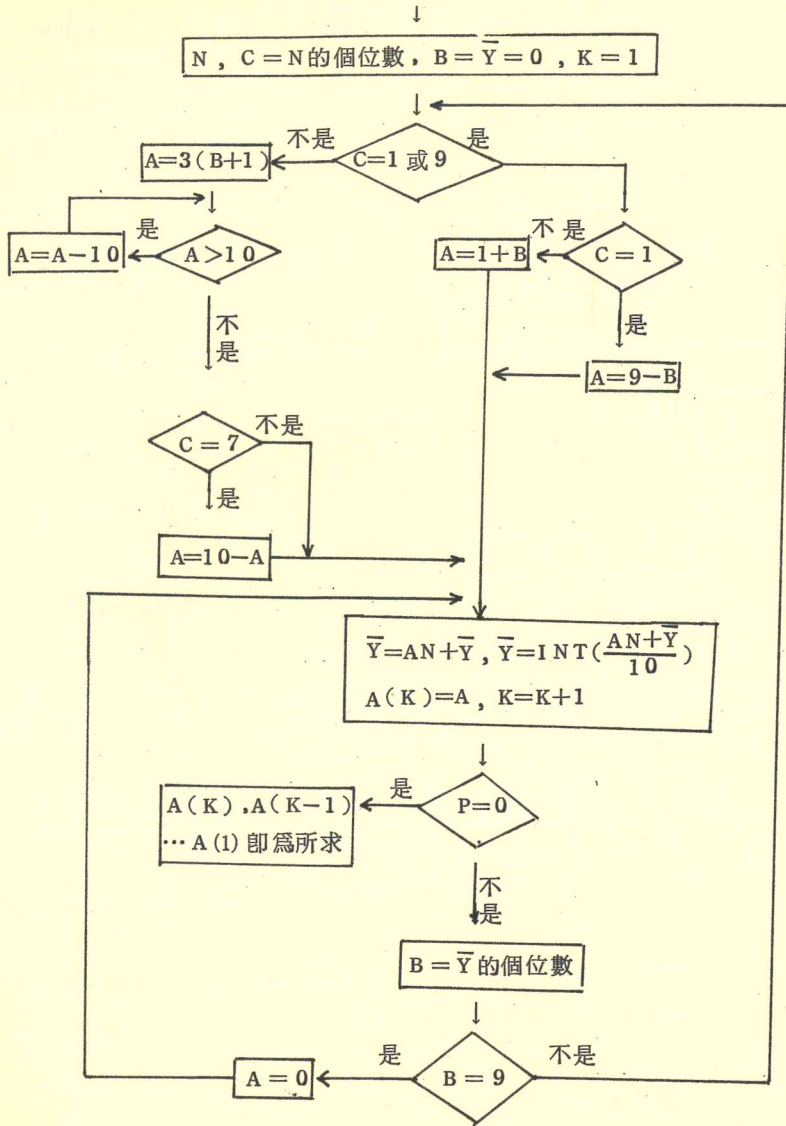 N , C＝N的個位數, B＝Y̅＝0 , K＝1
不是
是
C=1 或 9
A=3(B+1)
是
A=A－10
A>10
不是
A=1+B
C＝1
不
是
是
A=9－B
不是
C＝7
是
A=10－A
Y̅=AN+Y̅ , Y̅=INT(AN+Y̅/10)
A(K)=A , K=K+1
是
P=0
A(K) ,A(K－1)
⋯A(1) 卽爲所求
不
是
B＝Y̅的個位數
是
不是
A＝0
B＝9